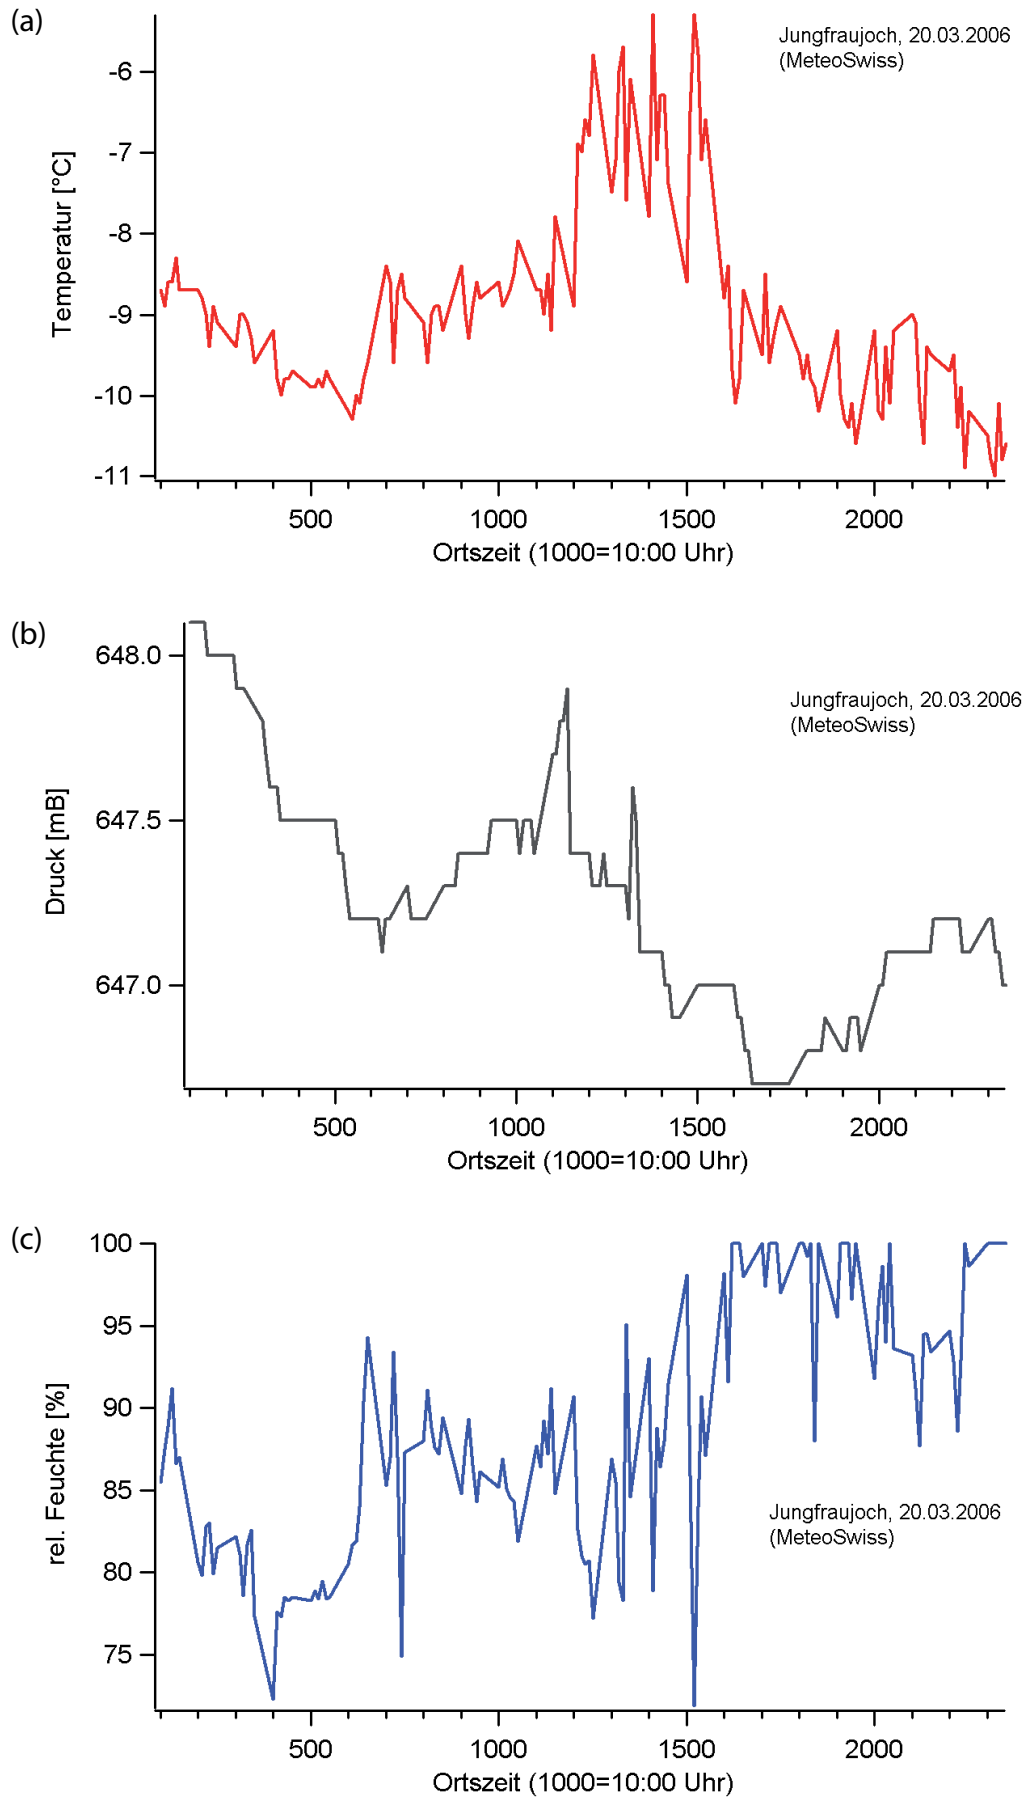 (a)
Jungfraujoch, 20.03.2006
(MeteoSwiss)
Temperatur [°C]
-6
-7
-8
-9
-10
-11
500 1000 1500 2000
Ortszeit (1000=10:00 Uhr)
(b)
Jungfraujoch, 20.03.2006
(MeteoSwiss)
Druck [mB]
648.0
647.5
647.0
500 1000 1500 2000
Ortszeit (1000=10:00 Uhr)
(c)
rel. Feuchte [%]
100
95
90
85
80
75
Jungfraujoch, 20.03.2006
(MeteoSwiss)
500 1000 1500 2000
Ortszeit (1000=10:00 Uhr)